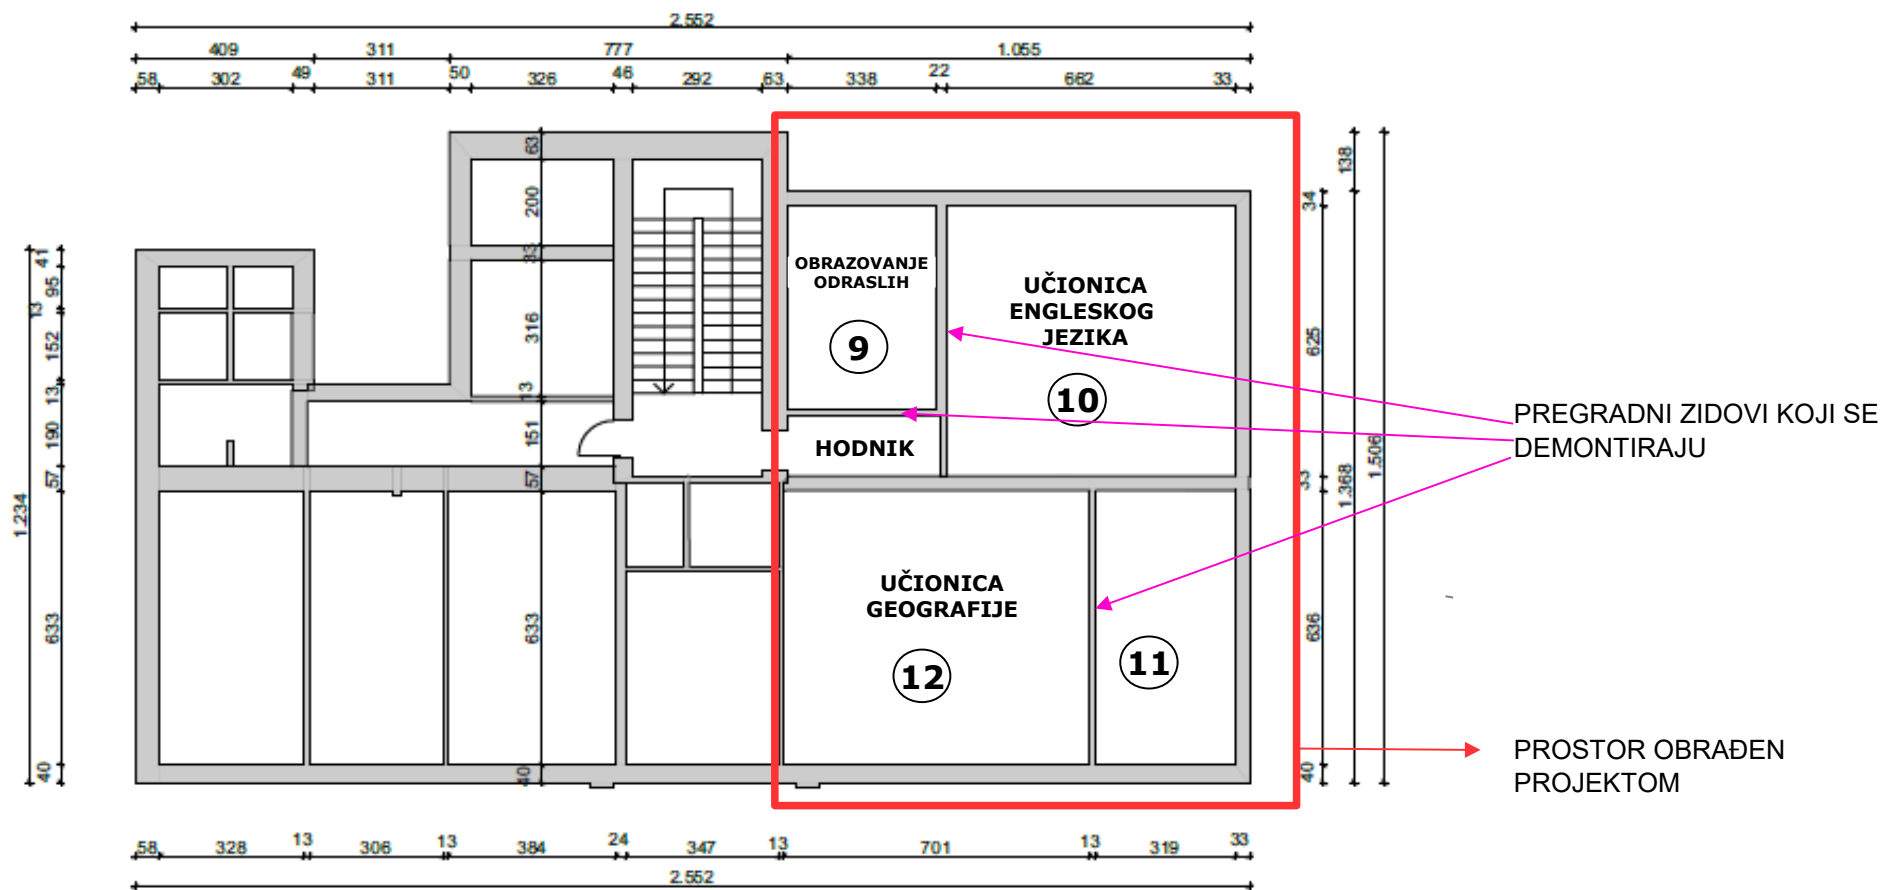 2.552
409 311 777 1.055
58 302 49 311 50 326 46 292 63 338 22 662 33
63
200
33
316
13
151
57
633
40
41
95
13
152
13
190
57
633
40
1.234
138
34
625
33
636
40
1.368
1.506
OBRAZOVANJE
ODRASLIH
9
UČIONICA
ENGLESKOG
JEZIKA
10
HODNIK
PREGRADNI ZIDOVI KOJI SE
DEMONTIRAJU
UČIONICA
GEOGRAFIJE
12
11
PROSTOR OBRAĐEN
PROJEKTOM
58 328 13 306 13 384 24 347 13 701 13 319 33
2.552